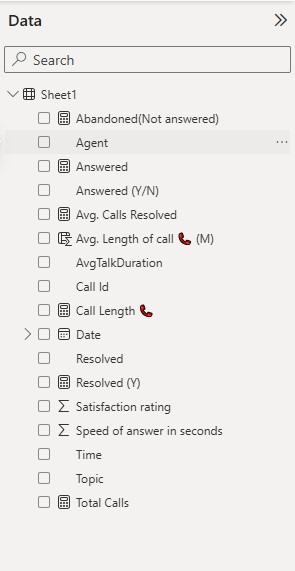 Data
Search
Sheet1
Abandoned(Not answered)
Agent
Answered
Answered (Y/N)
Avg. Calls Resolved
Avg. Length of call 📞 (M)
AvgTalkDuration
Call Id
Call Length 📞
Date
Resolved
Resolved (Y)
Satisfaction rating
Speed of answer in seconds
Time
Topic
Total Calls